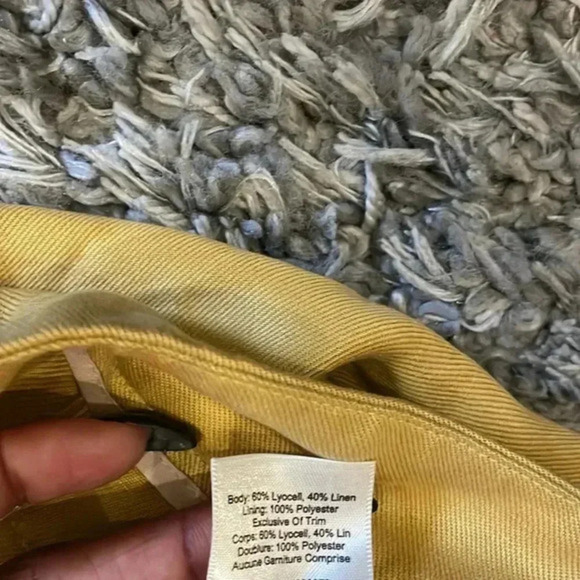 Body: 60% Lyocell, 40% Linen
Lining: 100% Polyester
Exclusive Of Trim
Corps: 60% Lyocell, 40% Lin
Doublure: 100% Polyester
Aucune Garniture Comprise